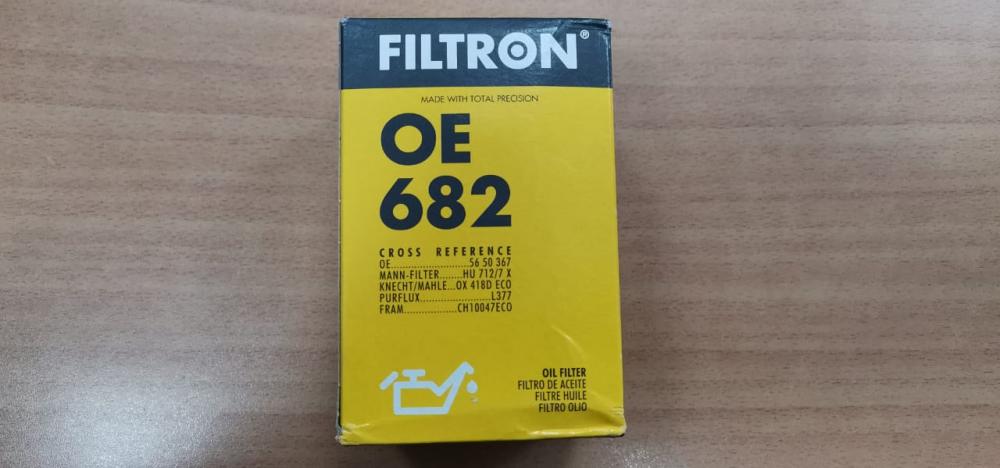 FILTRON®
MADE WITH TOTAL PRECISION
OE
682
CROSS REFERENCE
OE......................56 50 367
MANN-FILTER.......HU 712/7 X
KNECHT/MAHLE...OX 418D ECO
PURFLUX....................L377
FRAM...............CH10047ECO
OIL FILTER
FILTRO DE ACEITE
FILTRE HUILE
FILTRO OLIO